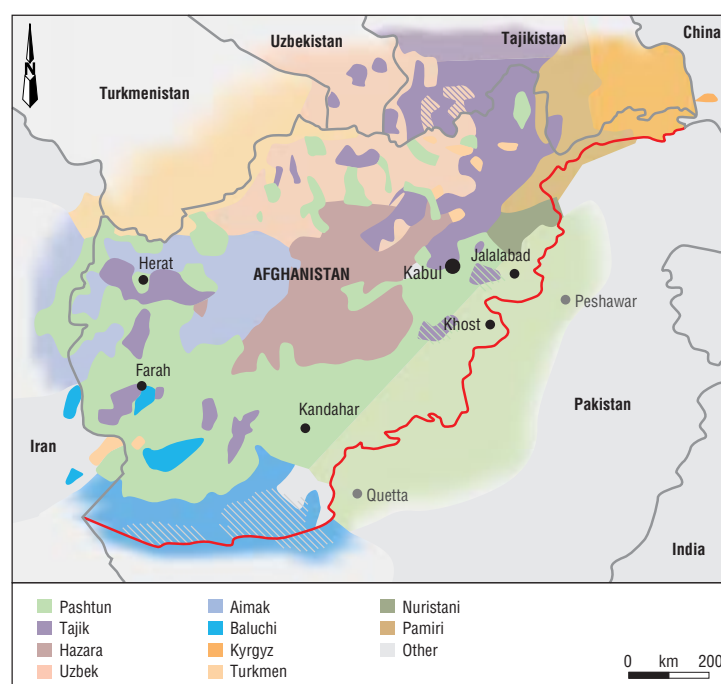 Uzbekistan
Tajikistan
China
N
Turkmenistan
Herat
AFGHANISTAN
Kabul
Jalalabad
Peshawar
Khost
Farah
Kandahar
Pakistan
Iran
Quetta
India
Pashtun
Tajik
Hazara
Uzbek
Aimak
Baluchi
Kyrgyz
Turkmen
Nuristani
Pamiri
Other
0 km 200